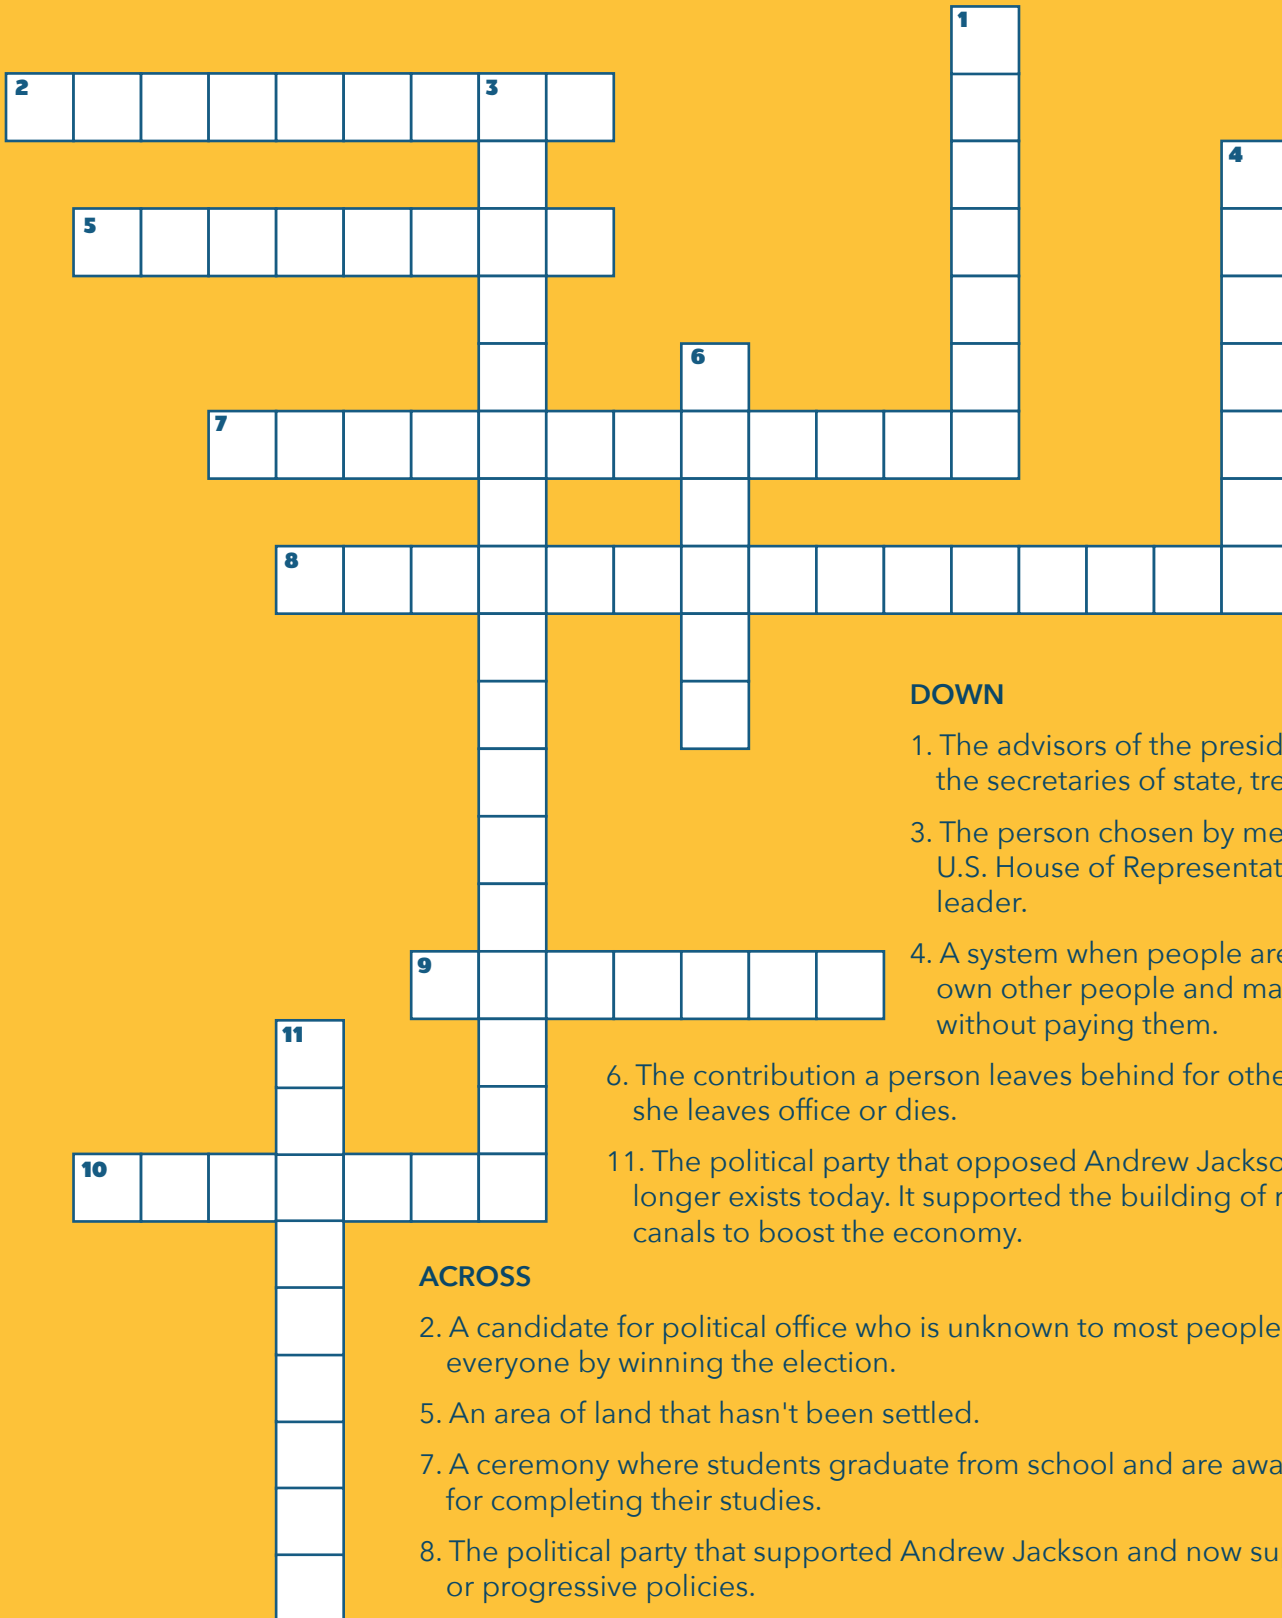 1
2
3
4
5
6
7
8
9
11
10
DOWN
1. The advisors of the presid
the secretaries of state, tre
3. The person chosen by me
U.S. House of Representat
leader.
4. A system when people are
own other people and ma
without paying them.
6. The contribution a person leaves behind for othe
she leaves office or dies.
11. The political party that opposed Andrew Jackso
longer exists today. It supported the building of r
canals to boost the economy.
ACROSS
2. A candidate for political office who is unknown to most people
everyone by winning the election.
5. An area of land that hasn't been settled.
7. A ceremony where students graduate from school and are awa
for completing their studies.
8. The political party that supported Andrew Jackson and now su
or progressive policies.